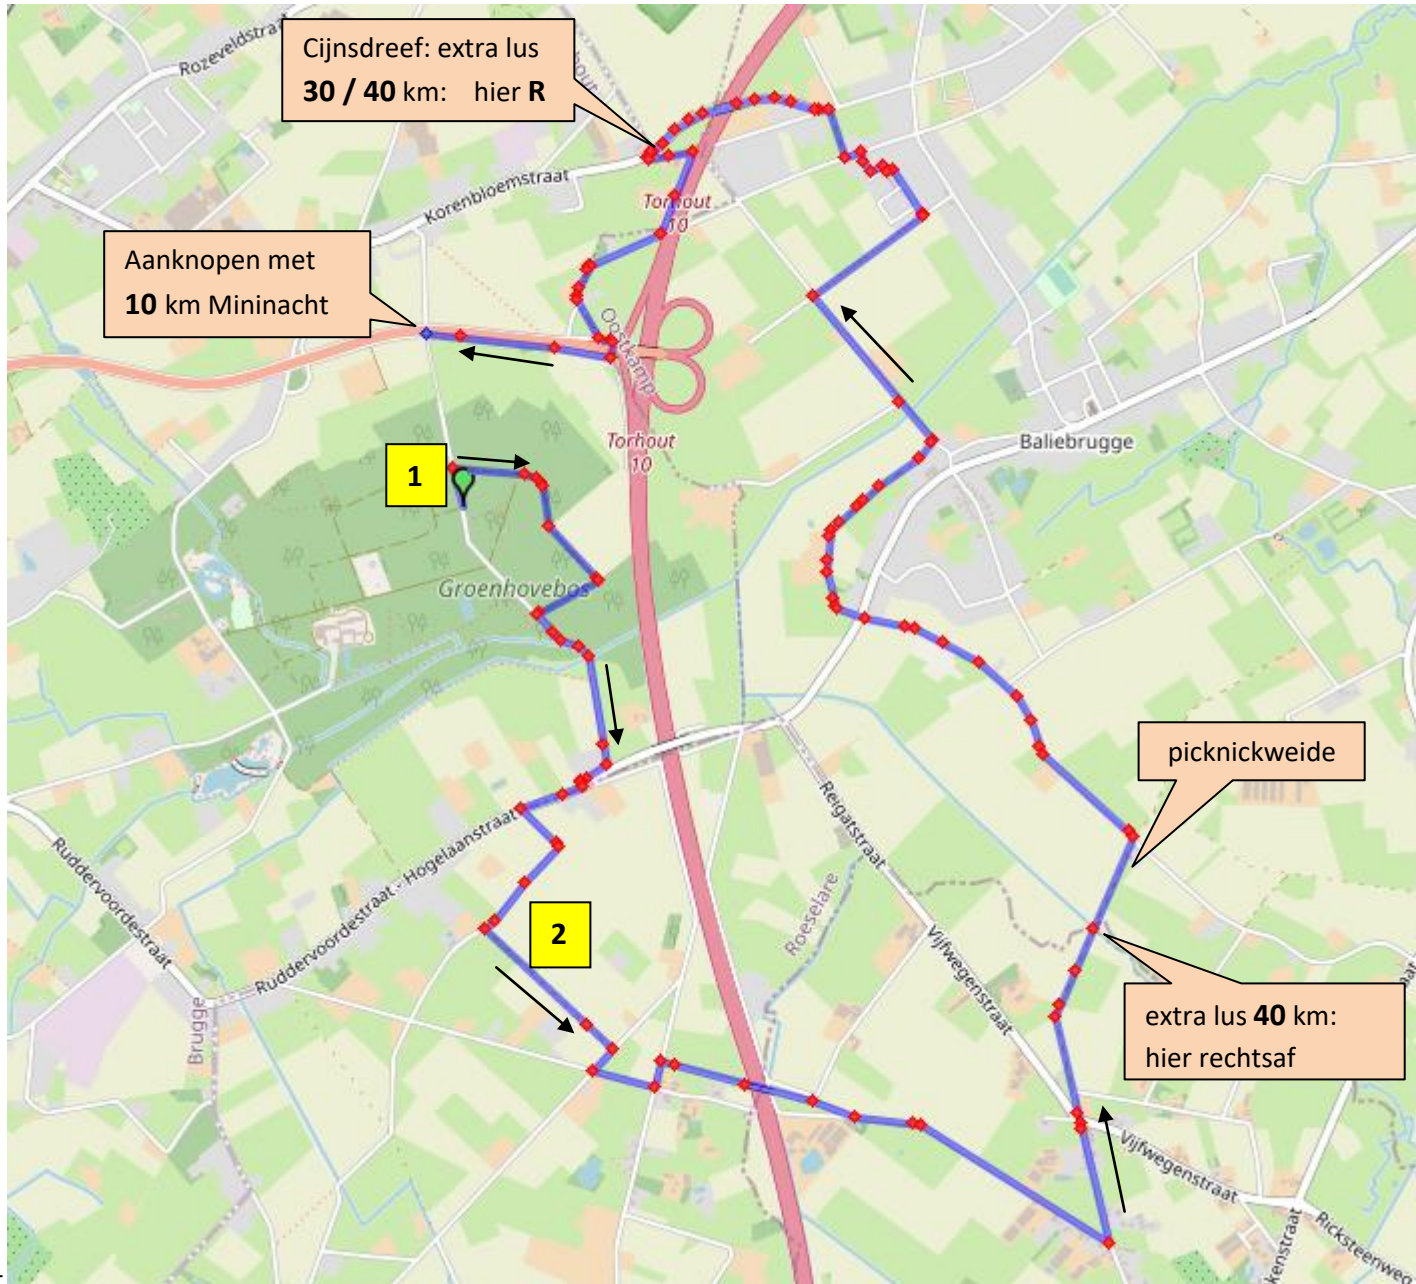 Rozeveldstraat
Cijnsdreef: extra lus
30 / 40 km: hier R
Korenbloemstraat
Torhout
10
Aanknopen met
10 km Mininacht
Oostkamp
Torhout
10
Baliebrugge
1
Groenhovebos
picknickweide
Reigatstraat
Ruddervoordestraat - Hogelaanstraat
Ruddervoordestraat
Roeselare
2
Vijfwegenstraat
Brugge
extra lus 40 km:
hier rechtsaf
Vijfwegenstraat
Ricksteenweg
kenstraat